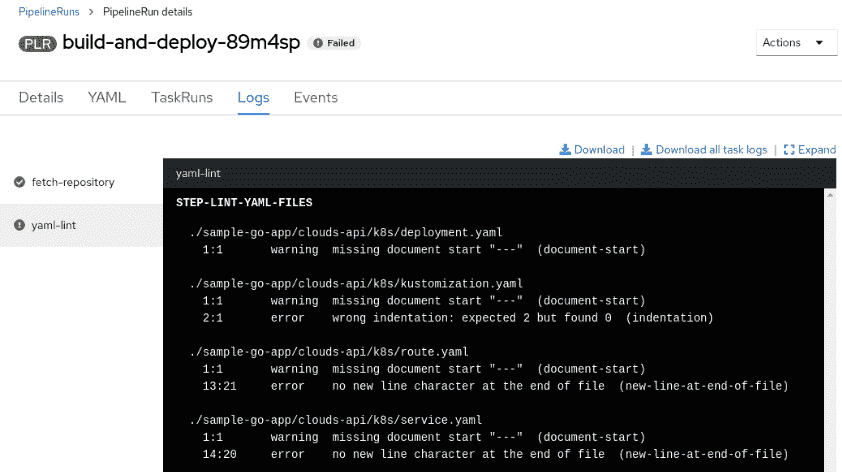 PipelineRuns > PipelineRun details
PLR build-and-deploy-89m4sp Failed
Actions
Details YAML TaskRuns Logs Events
Download | Download all task logs | Expand
fetch-repository
yaml-lint
yaml-lint
STEP-LINT-YAML-FILES
./sample-go-app/clouds-api/k8s/deployment.yaml
1:1 warning missing document start "---" (document-start)
./sample-go-app/clouds-api/k8s/kustomization.yaml
1:1 warning missing document start "---" (document-start)
2:1 error wrong indentation: expected 2 but found 0 (indentation)
./sample-go-app/clouds-api/k8s/route.yaml
1:1 warning missing document start "---" (document-start)
13:21 error no new line character at the end of file (new-line-at-end-of-file)
./sample-go-app/clouds-api/k8s/service.yaml
1:1 warning missing document start "---" (document-start)
14:20 error no new line character at the end of file (new-line-at-end-of-file)